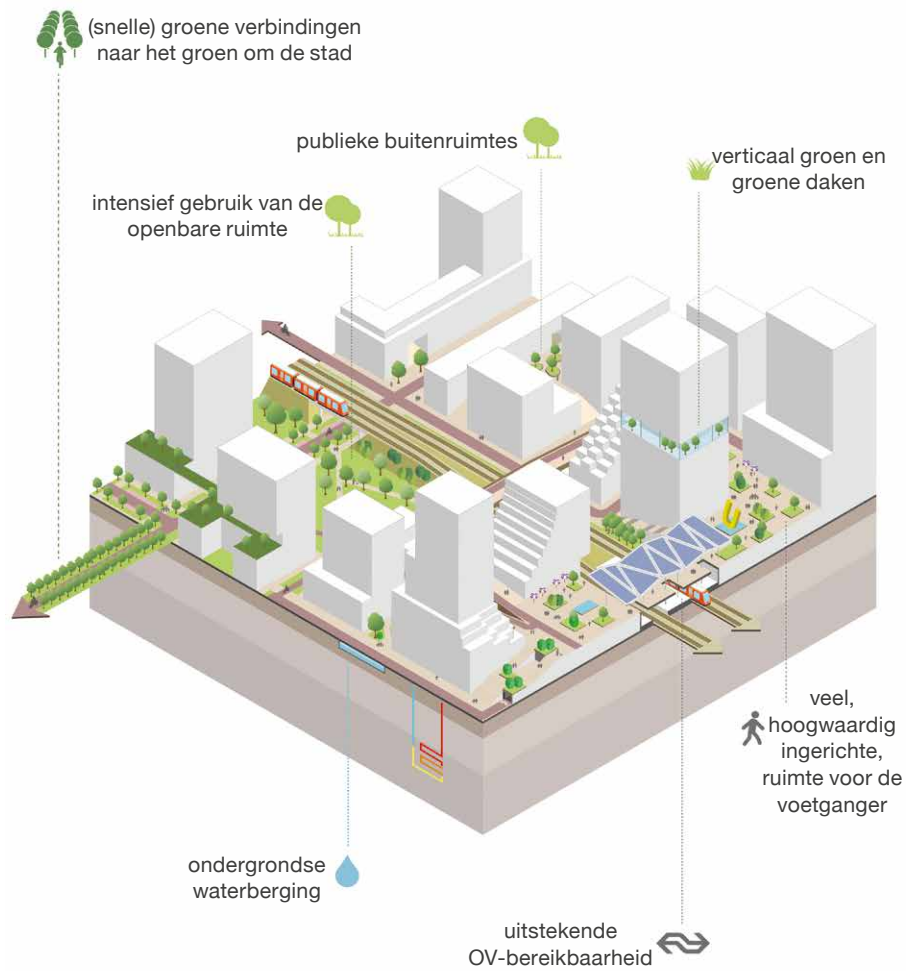 (snelle) groene verbindingen
naar het groen om de stad
publieke buitenruimtes
verticaal groen en
groene daken
intensief gebruik van de
openbare ruimte
veel,
hoogwaardig
ingerichte,
ruimte voor de
voetganger
ondergrondse
waterberging
uitstekende
OV-bereikbaarheid